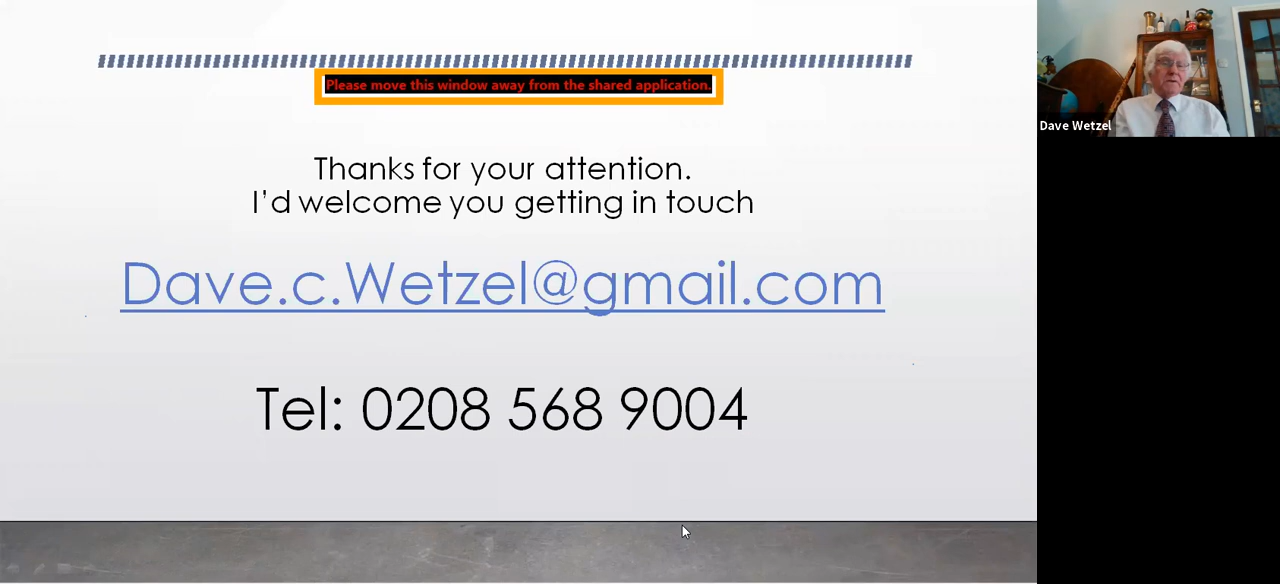 Please move this window away from the shared application.
Thanks for your attention.
I'd welcome you getting in touch
Dave.c.Wetzel@gmail.com
Tel: 0208 568 9004
Dave Wetzel